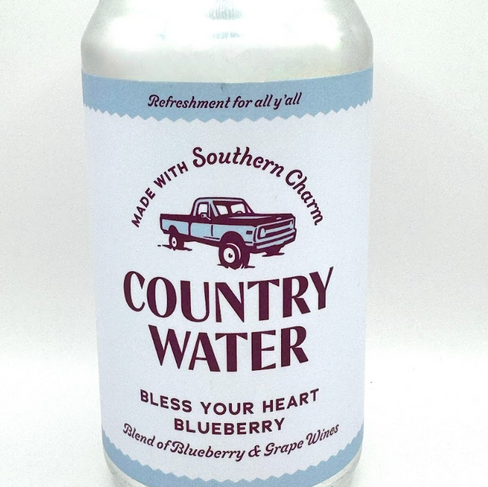 Refreshment for all y'all
MADE WITH Southern Charm
COUNTRY
WATER
BLESS YOUR HEART
BLUEBERRY
Blend of Blueberry & Grape Wines